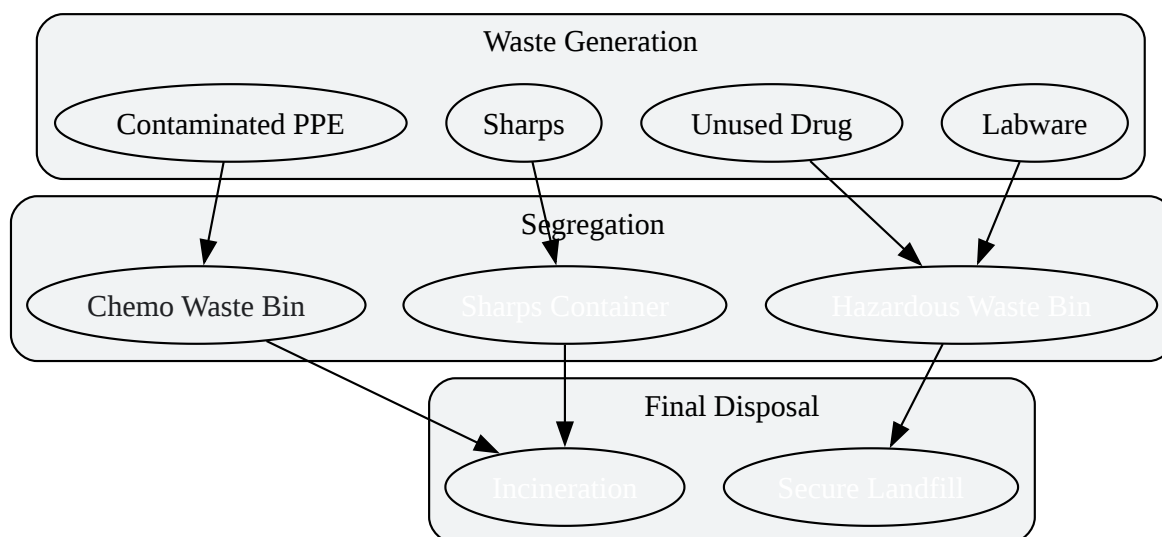 Waste Generation
Contaminated PPE
Sharps
Unused Drug
Labware
Segregation
Chemo Waste Bin
Sharps Container
Hazardous Waste Bin
Final Disposal
Incineration
Secure Landfill